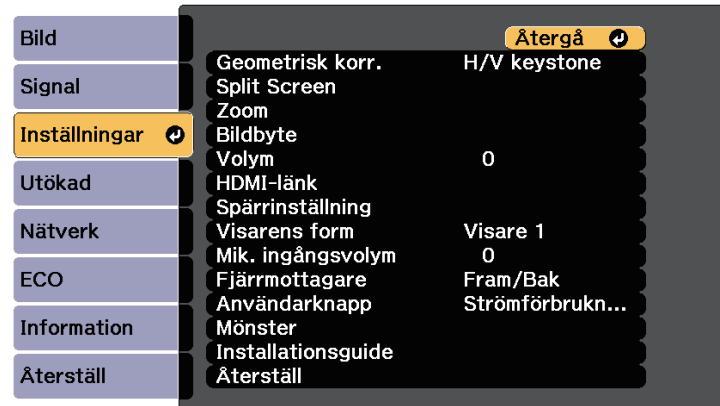 Bild
Signal
Inställningar
Utökad
Nätverk
ECO
Information
Återställ
Återgå
Geometrisk korr. H/V keystone
Split Screen
Zoom
Bildbyte
Volym 0
HDMI-länk
Spärrinställning
Visarens form Visare 1
Mik. ingångsvolym 0
Fjärrmottagare Fram/Bak
Användarknapp Strömförbrukn...
Mönster
Installationsguide
Återställ